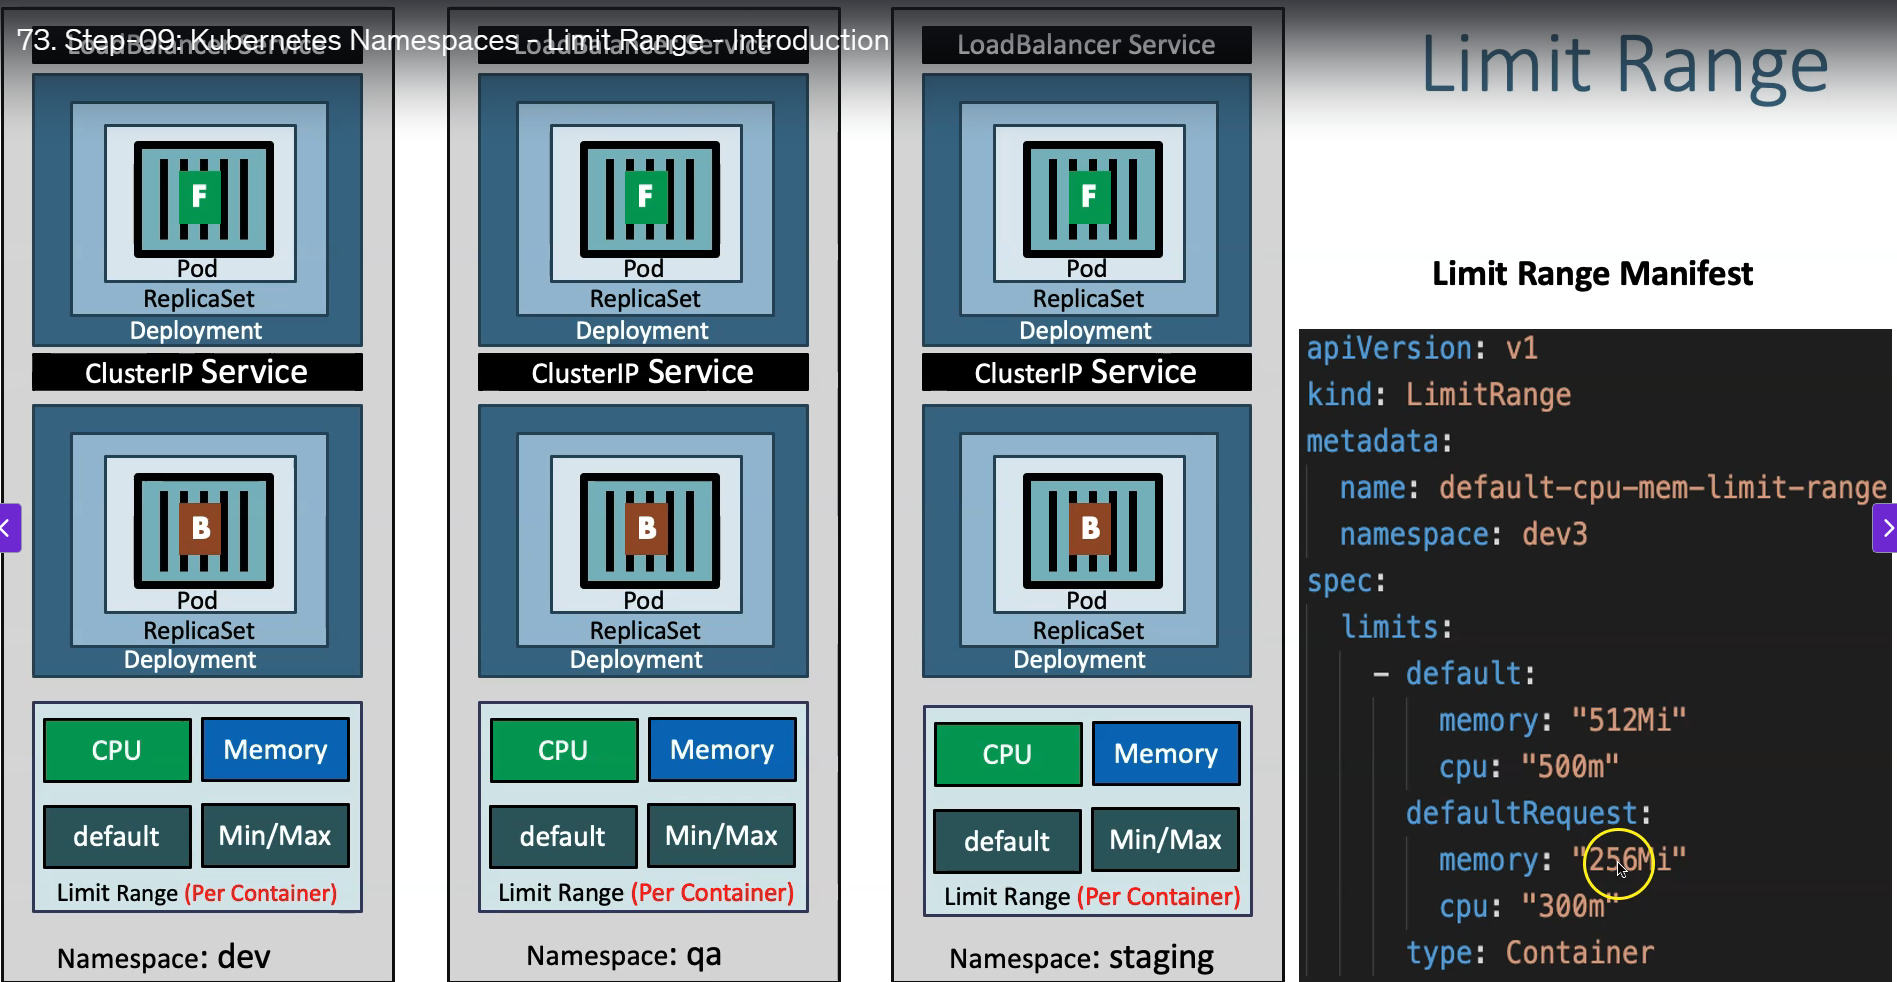 73. Step-09: Kubernetes Namespaces - Limit Range - Introduction
LoadBalancer Service
LoadBalancer Service
LoadBalancer Service
Limit Range
F
Pod
ReplicaSet
Deployment
ClusterIP Service
B
Pod
ReplicaSet
Deployment
CPU
Memory
default
Min/Max
Limit Range (Per Container)
Namespace: dev
F
Pod
ReplicaSet
Deployment
ClusterIP Service
B
Pod
ReplicaSet
Deployment
CPU
Memory
default
Min/Max
Limit Range (Per Container)
Namespace: qa
F
Pod
ReplicaSet
Deployment
ClusterIP Service
B
Pod
ReplicaSet
Deployment
CPU
Memory
default
Min/Max
Limit Range (Per Container)
Namespace: staging
Limit Range Manifest
apiVersion: v1
kind: LimitRange
metadata:
name: default-cpu-mem-limit-range
namespace: dev3
spec:
limits:
- default:
memory: "512Mi"
cpu: "500m"
defaultRequest:
memory: "256Mi"
cpu: "300m"
type: Container